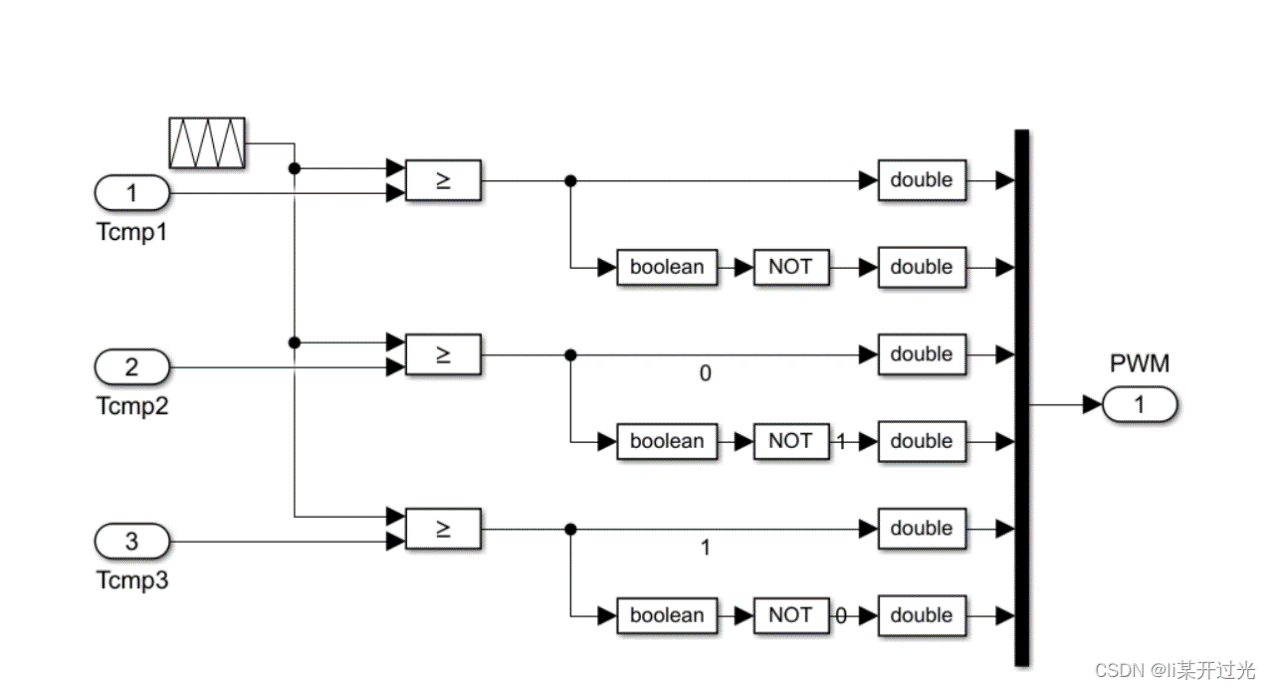 1
Tcmp1
≥
double
boolean
NOT
double
2
Tcmp2
≥
0
double
boolean
NOT
1
double
PWM
1
3
Tcmp3
≥
1
double
boolean
NOT
0
double
CSDN @li某开过光